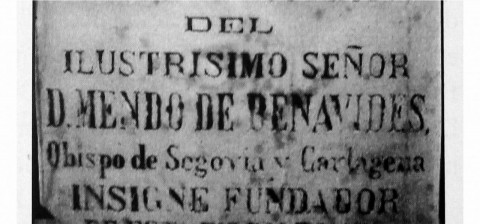 DEL
ILUSTRISIMO SEÑOR
D. MENDO DE BENAVIDES,
Obispo de Segovia y Cartagena
INSIGNE FUNDADOR